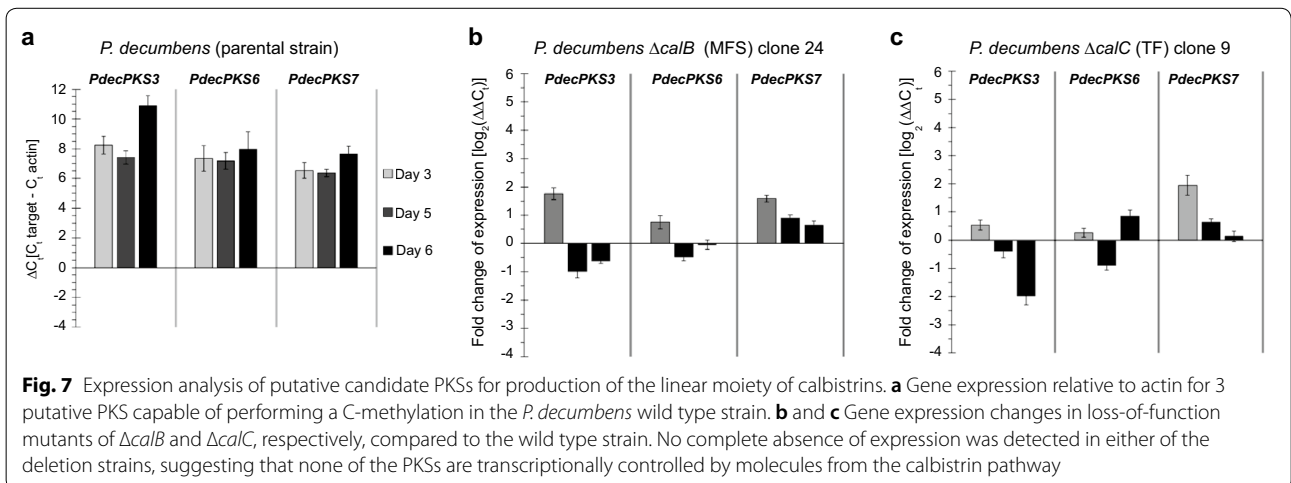 a
P. decumbens (parental strain)
PdecPKS3 PdecPKS6 PdecPKS7
ΔCt[Ct target - Ct actin]
12
10
8
6
4
2
0
-2
-4
Day 3
Day 5
Day 6
b
P. decumbens ΔcalB (MFS) clone 24
PdecPKS3 PdecPKS6 PdecPKS7
Fold change of expression [log2(ΔΔCt)]
6
5
4
3
2
1
0
-1
-2
-3
-4
c
P. decumbens ΔcalC (TF) clone 9
PdecPKS3 PdecPKS6 PdecPKS7
Fold change of expression [log2(ΔΔCt)]
6
5
4
3
2
1
0
-1
-2
-3
-4
Fig. 7 Expression analysis of putative candidate PKSs for production of the linear moiety of calbistrins. a Gene expression relative to actin for 3
putative PKS capable of performing a C-methylation in the P. decumbens wild type strain. b and c Gene expression changes in loss-of-function
mutants of ΔcalB and ΔcalC, respectively, compared to the wild type strain. No complete absence of expression was detected in either of the
deletion strains, suggesting that none of the PKSs are transcriptionally controlled by molecules from the calbistrin pathway